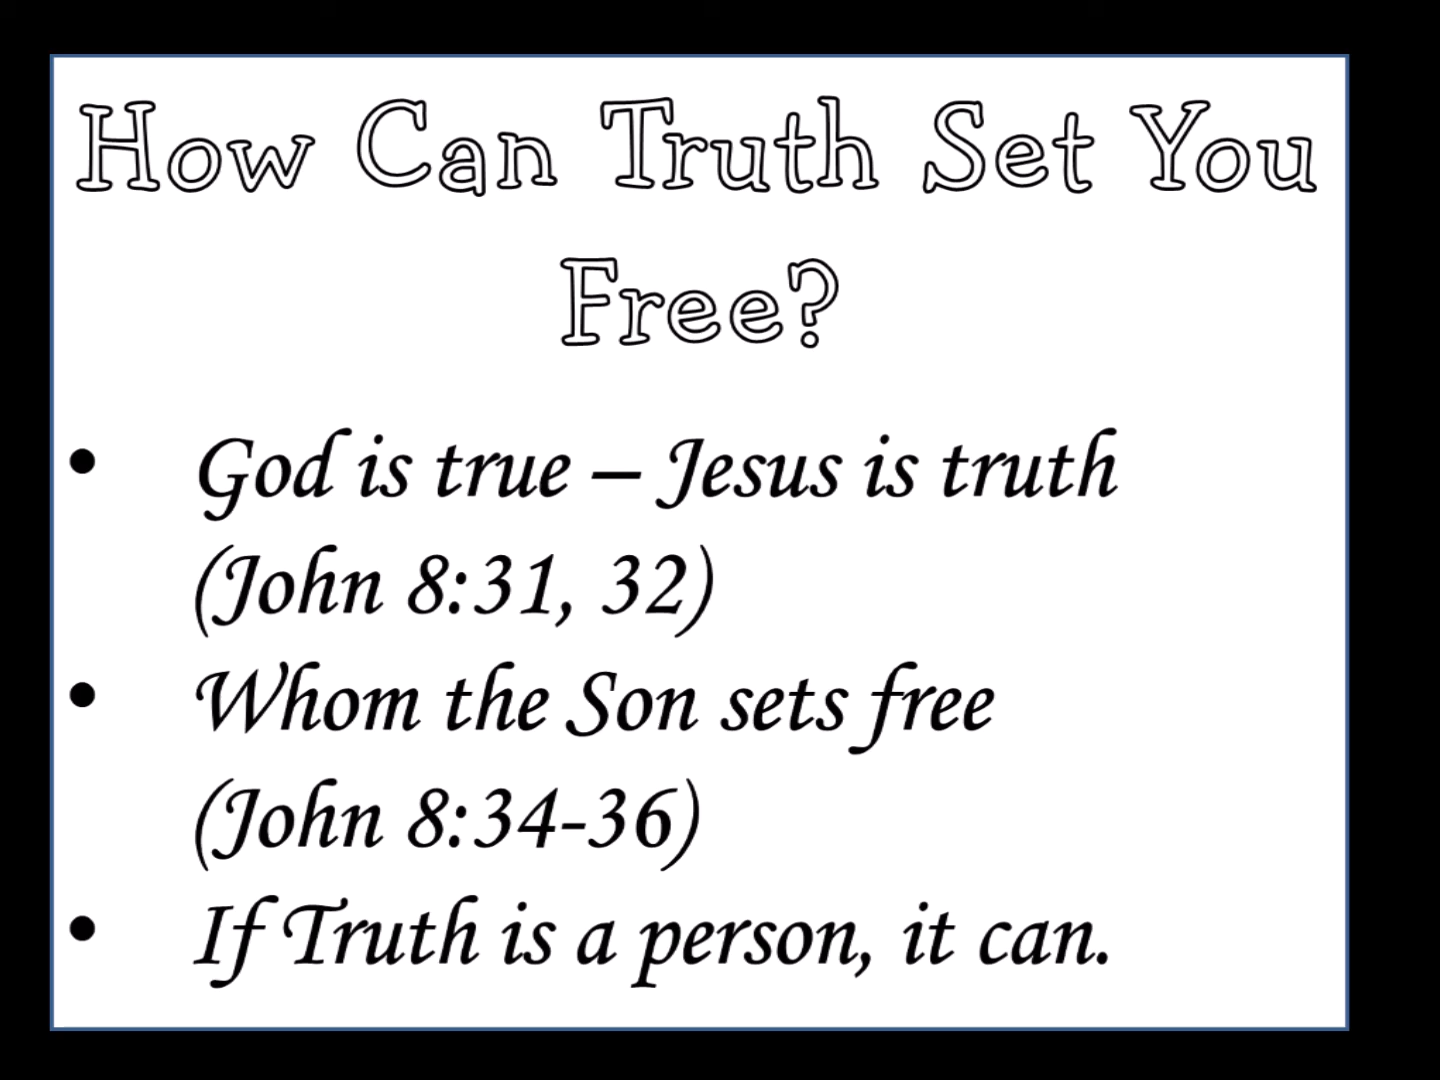 How Can Truth Set You
Free?
• God is true – Jesus is truth
(John 8:31, 32)
• Whom the Son sets free
(John 8:34-36)
• If Truth is a person, it can.